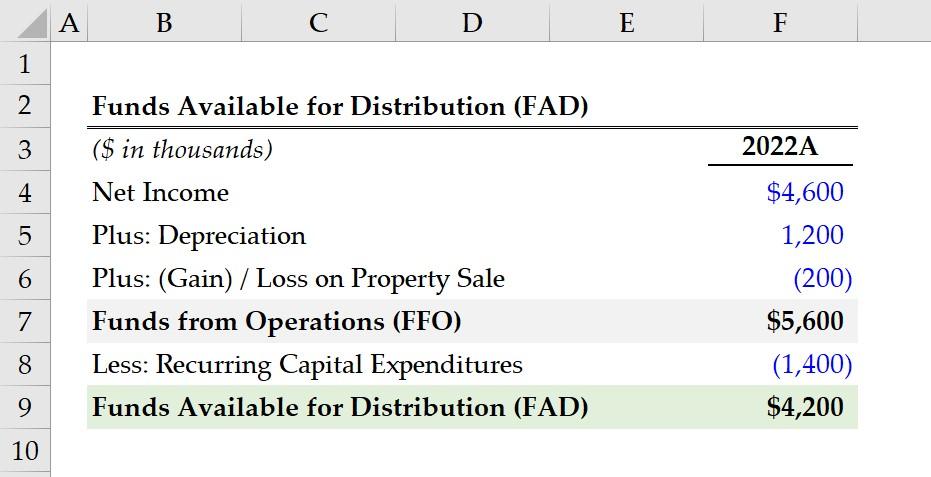 A B C D E F
1
2 Funds Available for Distribution (FAD)
3 ($ in thousands) 2022A
4 Net Income $4,600
5 Plus: Depreciation 1,200
6 Plus: (Gain) / Loss on Property Sale (200)
7 Funds from Operations (FFO) $5,600
8 Less: Recurring Capital Expenditures (1,400)
9 Funds Available for Distribution (FAD) $4,200
10